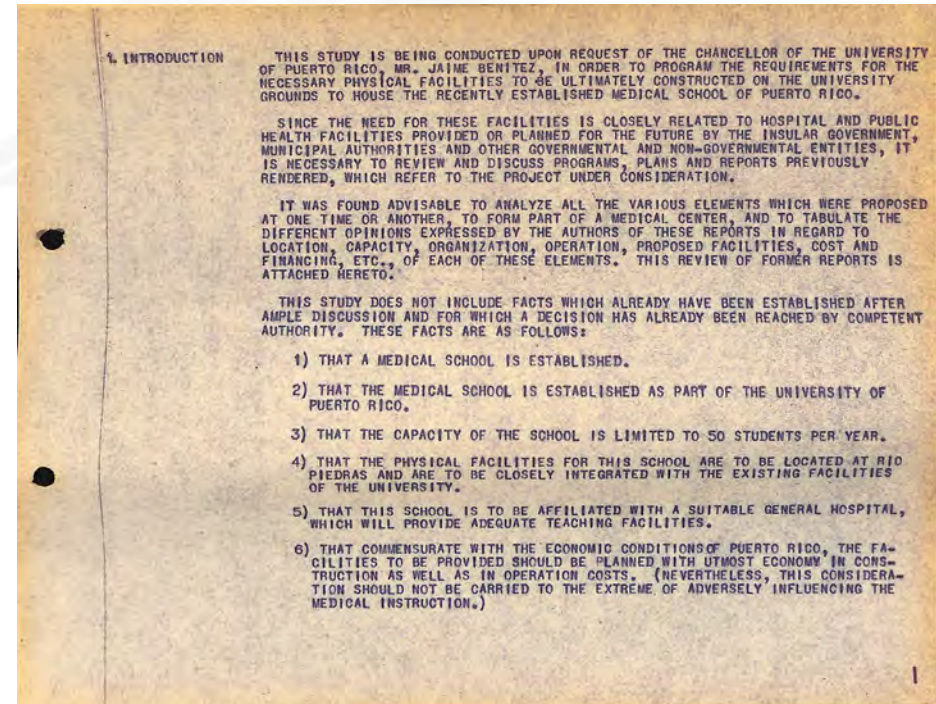 1. INTRODUCTION
THIS STUDY IS BEING CONDUCTED UPON REQUEST OF THE CHANCELLOR OF THE UNIVERSITY
OF PUERTO RICO, MR. JAIME BENITEZ, IN ORDER TO PROGRAM THE REQUIREMENTS FOR THE
NECESSARY PHYSICAL FACILITIES TO BE ULTIMATELY CONSTRUCTED ON THE UNIVERSITY
GROUNDS TO HOUSE THE RECENTLY ESTABLISHED MEDICAL SCHOOL OF PUERTO RICO.
SINCE THE NEED FOR THESE FACILITIES IS CLOSELY RELATED TO HOSPITAL AND PUBLIC
HEALTH FACILITIES PROVIDED OR PLANNED FOR THE FUTURE BY THE INSULAR GOVERNMENT,
MUNICIPAL AUTHORITIES AND OTHER GOVERNMENTAL AND NON-GOVERNMENTAL ENTITIES, IT
IS NECESSARY TO REVIEW AND DISCUSS PROGRAMS, PLANS AND REPORTS PREVIOUSLY
RENDERED, WHICH REFER TO THE PROJECT UNDER CONSIDERATION.
IT WAS FOUND ADVISABLE TO ANALYZE ALL THE VARIOUS ELEMENTS WHICH WERE PROPOSED
AT ONE TIME OR ANOTHER, TO FORM PART OF A MEDICAL CENTER, AND TO TABULATE THE
DIFFERENT OPINIONS EXPRESSED BY THE AUTHORS OF THESE REPORTS IN REGARD TO
LOCATION, CAPACITY, ORGANIZATION, OPERATION, PROPOSED FACILITIES, COST AND
FINANCING, ETC., OF EACH OF THESE ELEMENTS. THIS REVIEW OF FORMER REPORTS IS
ATTACHED HERETO.
THIS STUDY DOES NOT INCLUDE FACTS WHICH ALREADY HAVE BEEN ESTABLISHED AFTER
AMPLE DISCUSSION AND FOR WHICH A DECISION HAS ALREADY BEEN REACHED BY COMPETENT
AUTHORITY. THESE FACTS ARE AS FOLLOWS:
1) THAT A MEDICAL SCHOOL IS ESTABLISHED.
2) THAT THE MEDICAL SCHOOL IS ESTABLISHED AS PART OF THE UNIVERSITY OF
PUERTO RICO.
3) THAT THE CAPACITY OF THE SCHOOL IS LIMITED TO 50 STUDENTS PER YEAR.
4) THAT THE PHYSICAL FACILITIES FOR THIS SCHOOL ARE TO BE LOCATED AT RIO
PIEDRAS AND ARE TO BE CLOSELY INTEGRATED WITH THE EXISTING FACILITIES
OF THE UNIVERSITY.
5) THAT THIS SCHOOL IS TO BE AFFILIATED WITH A SUITABLE GENERAL HOSPITAL,
WHICH WILL PROVIDE ADEQUATE TEACHING FACILITIES.
6) THAT COMMENSURATE WITH THE ECONOMIC CONDITIONS OF PUERTO RICO, THE FA-
CILITIES TO BE PROVIDED SHOULD BE PLANNED WITH UTMOST ECONOMY IN CONS-
TRUCTION AS WELL AS IN OPERATION COSTS. (NEVERTHELESS, THIS CONSIDERA-
TION SHOULD NOT BE CARRIED TO THE EXTREME OF ADVERSELY INFLUENCING THE
MEDICAL INSTRUCTION.)
1